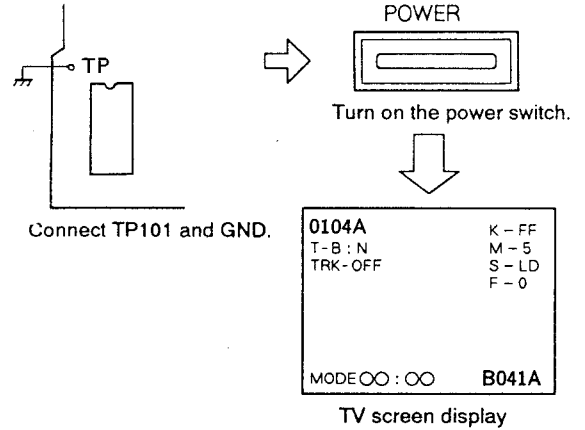 TP
Connect TP101 and GND.
POWER
Turn on the power switch.
0104A
T-B : N
TRK-OFF
K-FF
M-5
S-LD
F-0
MODE○○ : ○○
B041A
TV screen display